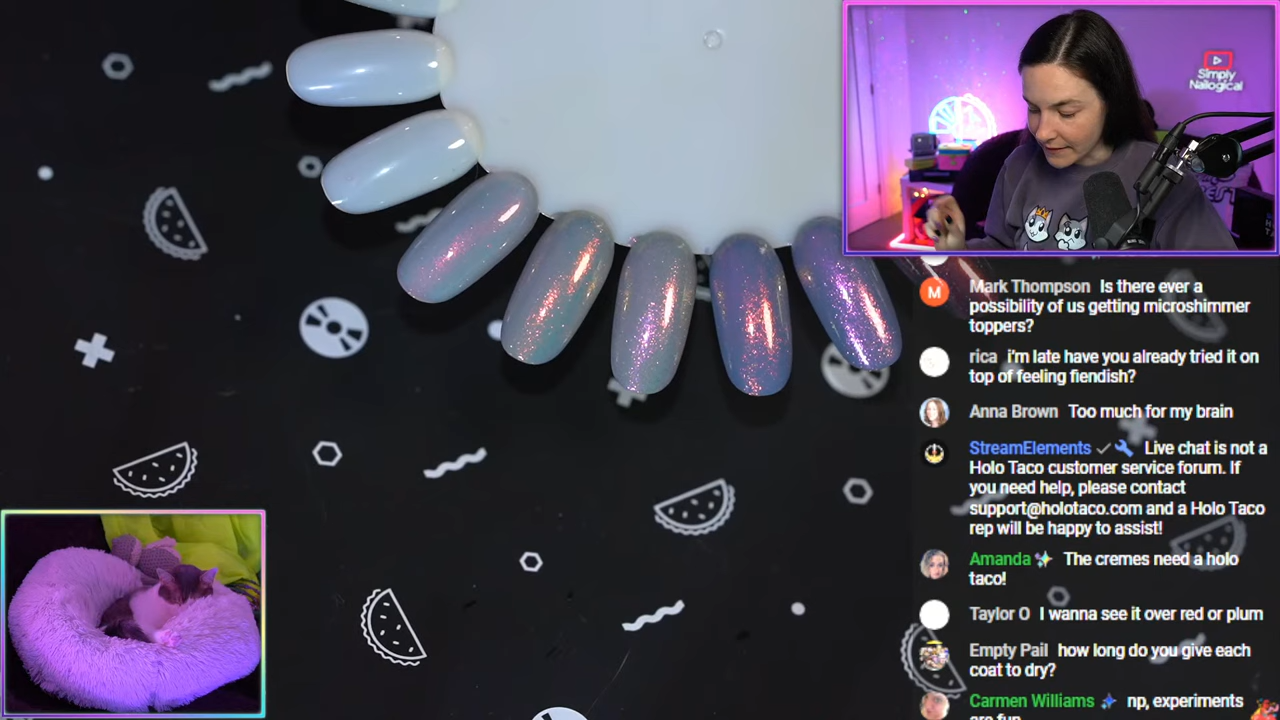 Simply
Nailogical
M
Mark Thompson Is there ever a
possibility of us getting microshimmer
toppers?
rica i'm late have you already tried it on
top of feeling fiendish?
Anna Brown Too much for my brain
StreamElements Live chat is not a
Holo Taco customer service forum. If
you need help, please contact
support@holotaco.com and a Holo Taco
rep will be happy to assist!
Amanda The cremes need a holo
taco!
Taylor O I wanna see it over red or plum
Empty Pail how long do you give each
coat to dry?
Carmen Williams np, experiments
are fun